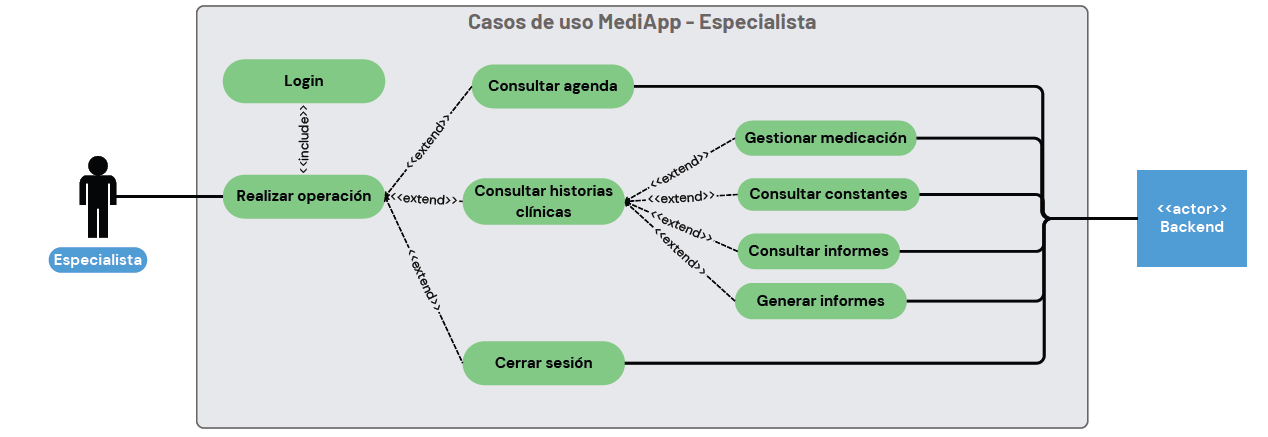 Casos de uso MediApp - Especialista
Login
<<include>>
Realizar operación
Especialista
<<extend>>
Consultar agenda
<<extend>>
Consultar historias
clínicas
<<extend>>
Cerrar sesión
<<extend>>
Gestionar medicación
<<extend>>
Consultar constantes
<<extend>>
Consultar informes
<<extend>>
Generar informes
<<actor>>
Backend